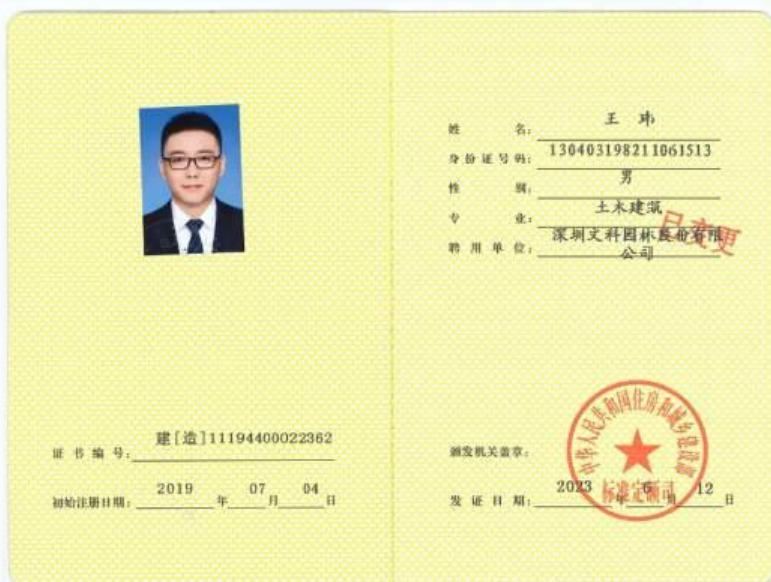 证书编号: 建[造]11194400022362
初始注册日期: 2019 年 07 月 04 日
姓名: 王玮
身份证号码: 130403198211061513
性别: 男
专业: 土木建筑
聘用单位: 深圳文科园林股份有限
公司
已变更
颁发机关盖章:
中华人民共和国住房和城乡建设部
标准定额司
发证日期: 2023 年 6 月 12 日